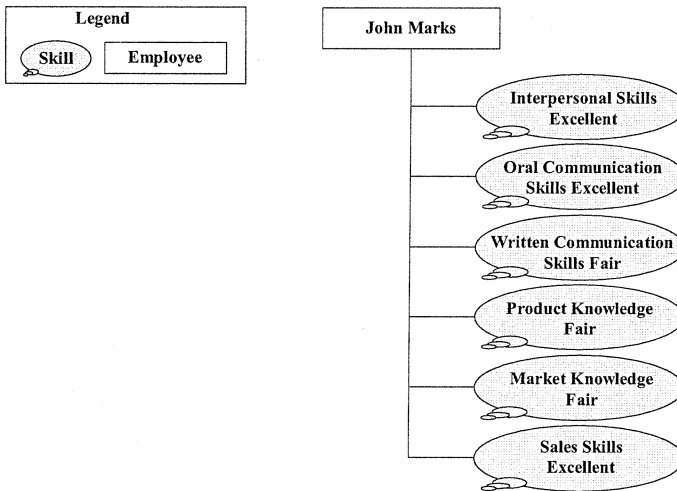 Legend
Skill
Employee
John Marks
Interpersonal Skills
Excellent
Oral Communication
Skills Excellent
Written Communication
Skills Fair
Product Knowledge
Fair
Market Knowledge
Fair
Sales Skills
Excellent